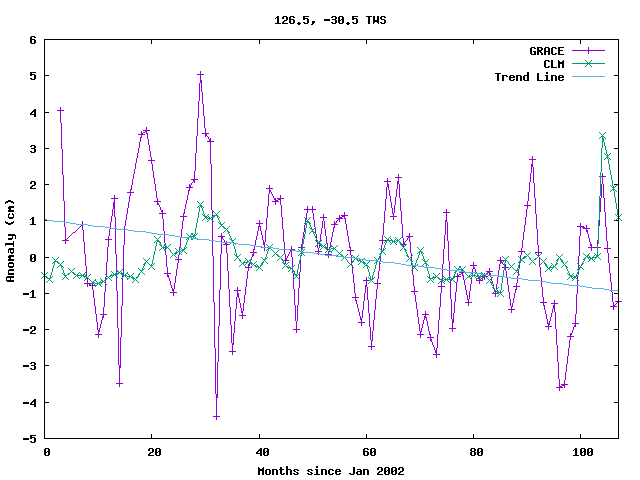 126.5, -30.5 TWS
GRACE
CLM
Trend Line
6
5
4
3
2
1
0
-1
-2
-3
-4
-5
Anomaly (cm)
0 20 40 60 80 100
Months since Jan 2002